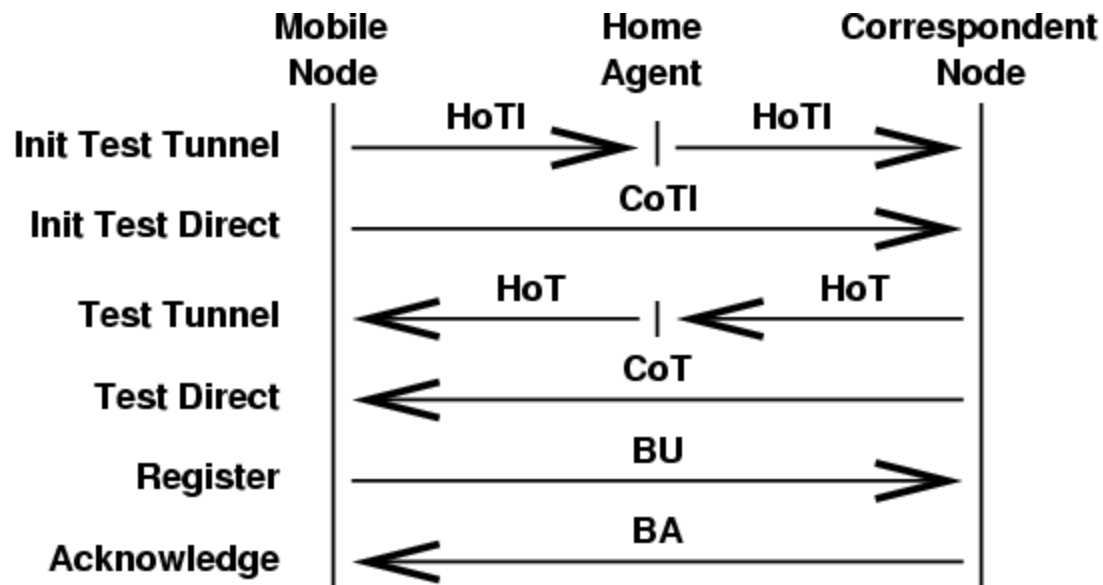 Mobile Node
Home Agent
Correspondent Node
Init Test Tunnel
HoTI
HoTI
Init Test Direct
CoTI
Test Tunnel
HoT
HoT
Test Direct
CoT
Register
BU
Acknowledge
BA